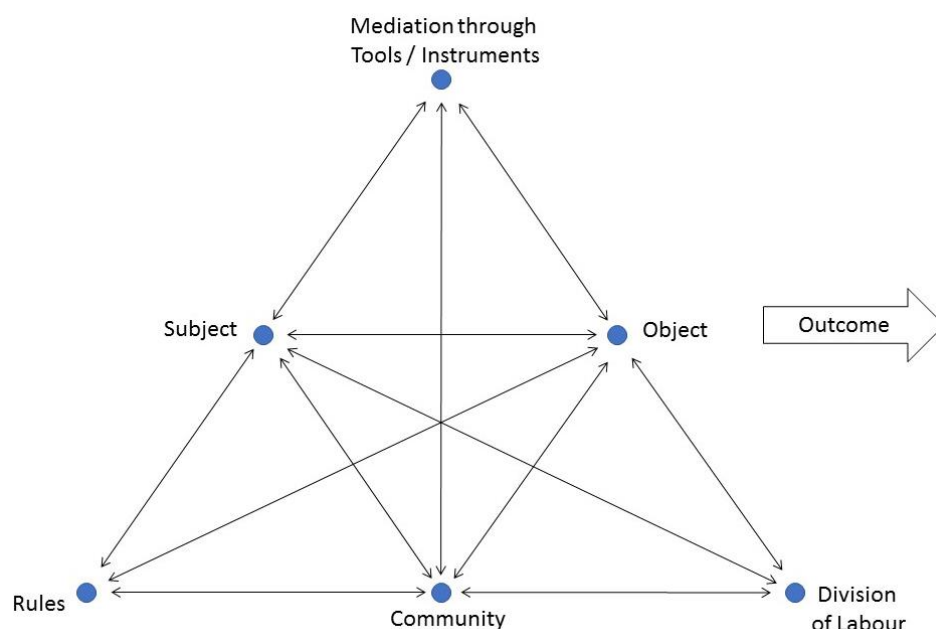 Mediation through
Tools / Instruments
Subject
Object
Outcome
Rules
Community
Division
of Labour